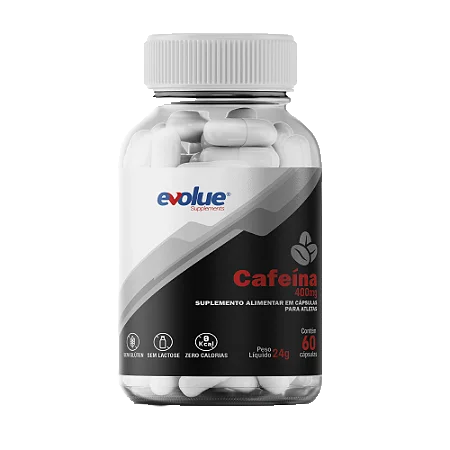 evolue®
Supplements
Cafeína
400mg
SUPLEMENTO ALIMENTAR EM CÁPSULAS
PARA ATLETAS
SEM GLÚTEN
SEM LACTOSE
0
Kcal
ZERO CALORIAS
Peso
Líquido 24g
Contém
60
cápsulas